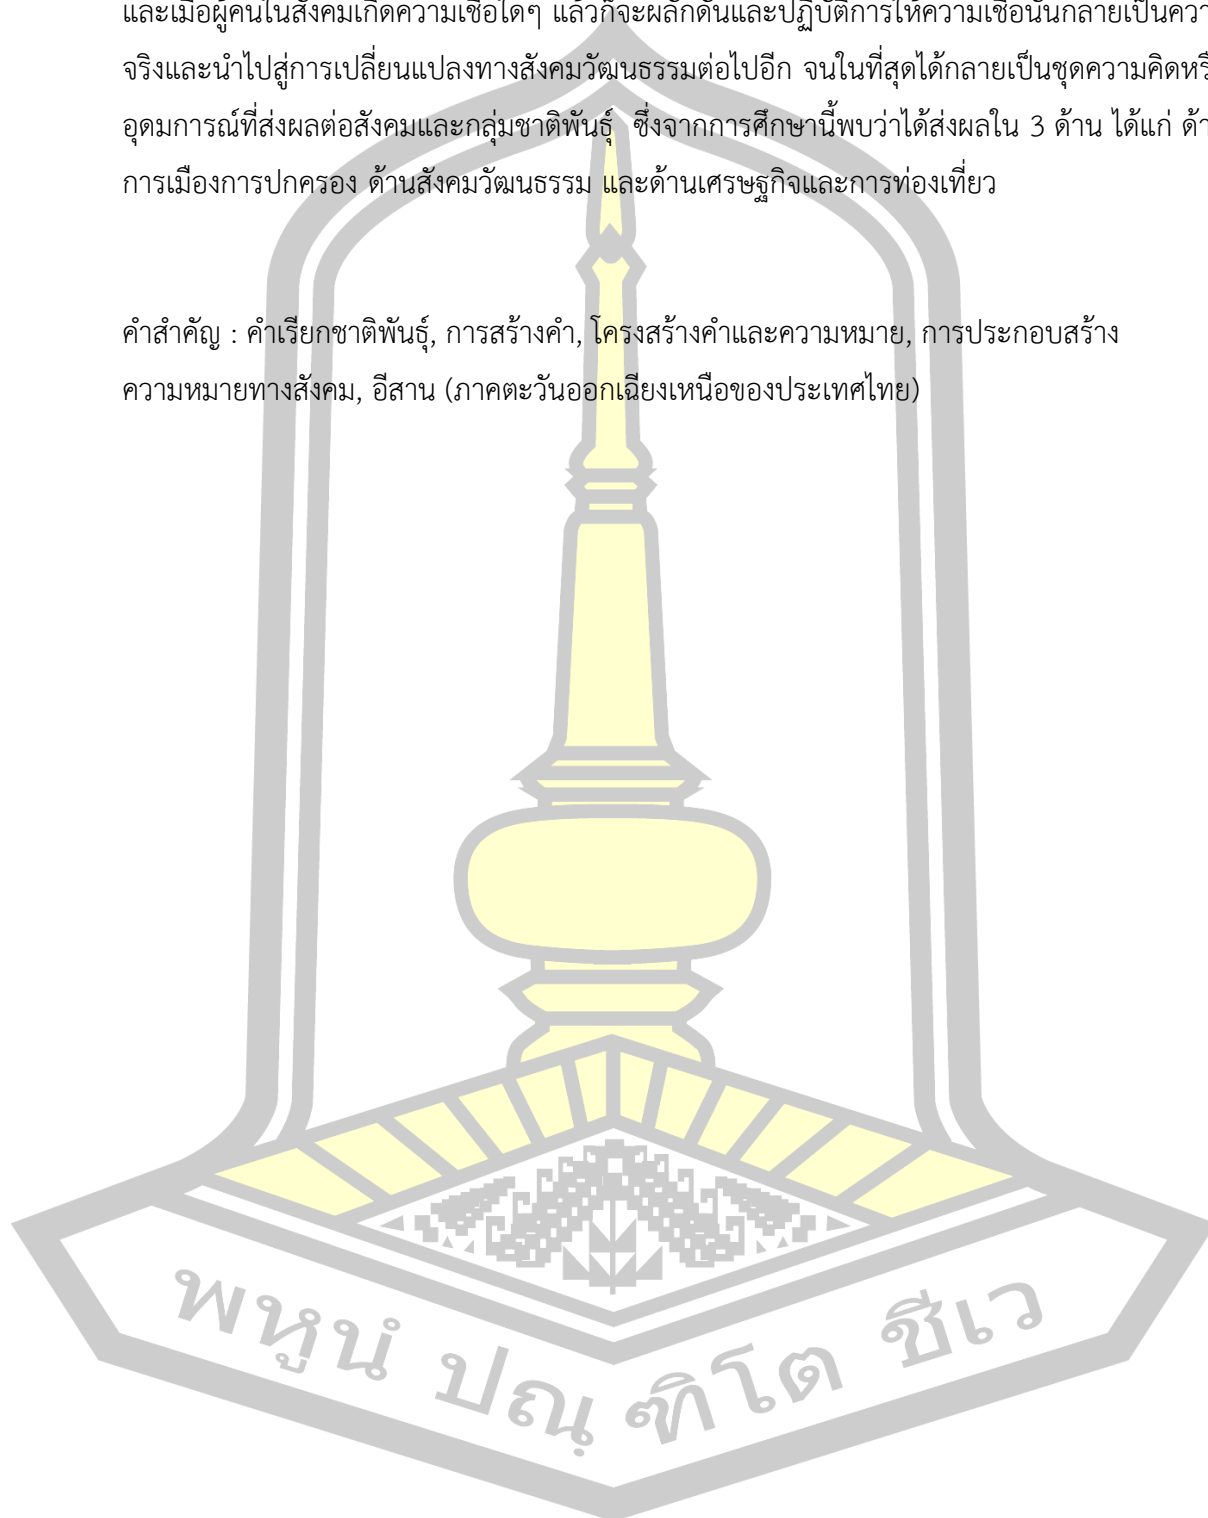 และเมื่อผู้คนในสังคมเกิดความเชื่อใดๆ แล้วก็จะผลักดันและปฏิบัติการให้ความเชื่อนั้นกลายเป็น
จริงและนำไปสู่การเปลี่ยนแปลงทางสังคมวัฒนธรรมต่อไปอีก จนในที่สุดได้กลายเป็นชุดความคิด
อุดมการณ์ที่ส่งผลต่อสังคมและกลุ่มชาติพันธุ์ ซึ่งจากการศึกษานี้พบว่าได้ส่งผลใน 3 ด้าน ได้แก่
การเมืองการปกครอง ด้านสังคมวัฒนธรรม และด้านเศรษฐกิจและการท่องเที่ยว
คำสำคัญ : คำเรียกชาติพันธุ์, การสร้างคำ, โครงสร้างคำและความหมาย, การประกอบสร้าง
ความหมายทางสังคม, อีสาน (ภาคตะวันออกเฉียงเหนือของประเทศไทย)
พหูนํ ปณฺฑิโต ชีเว